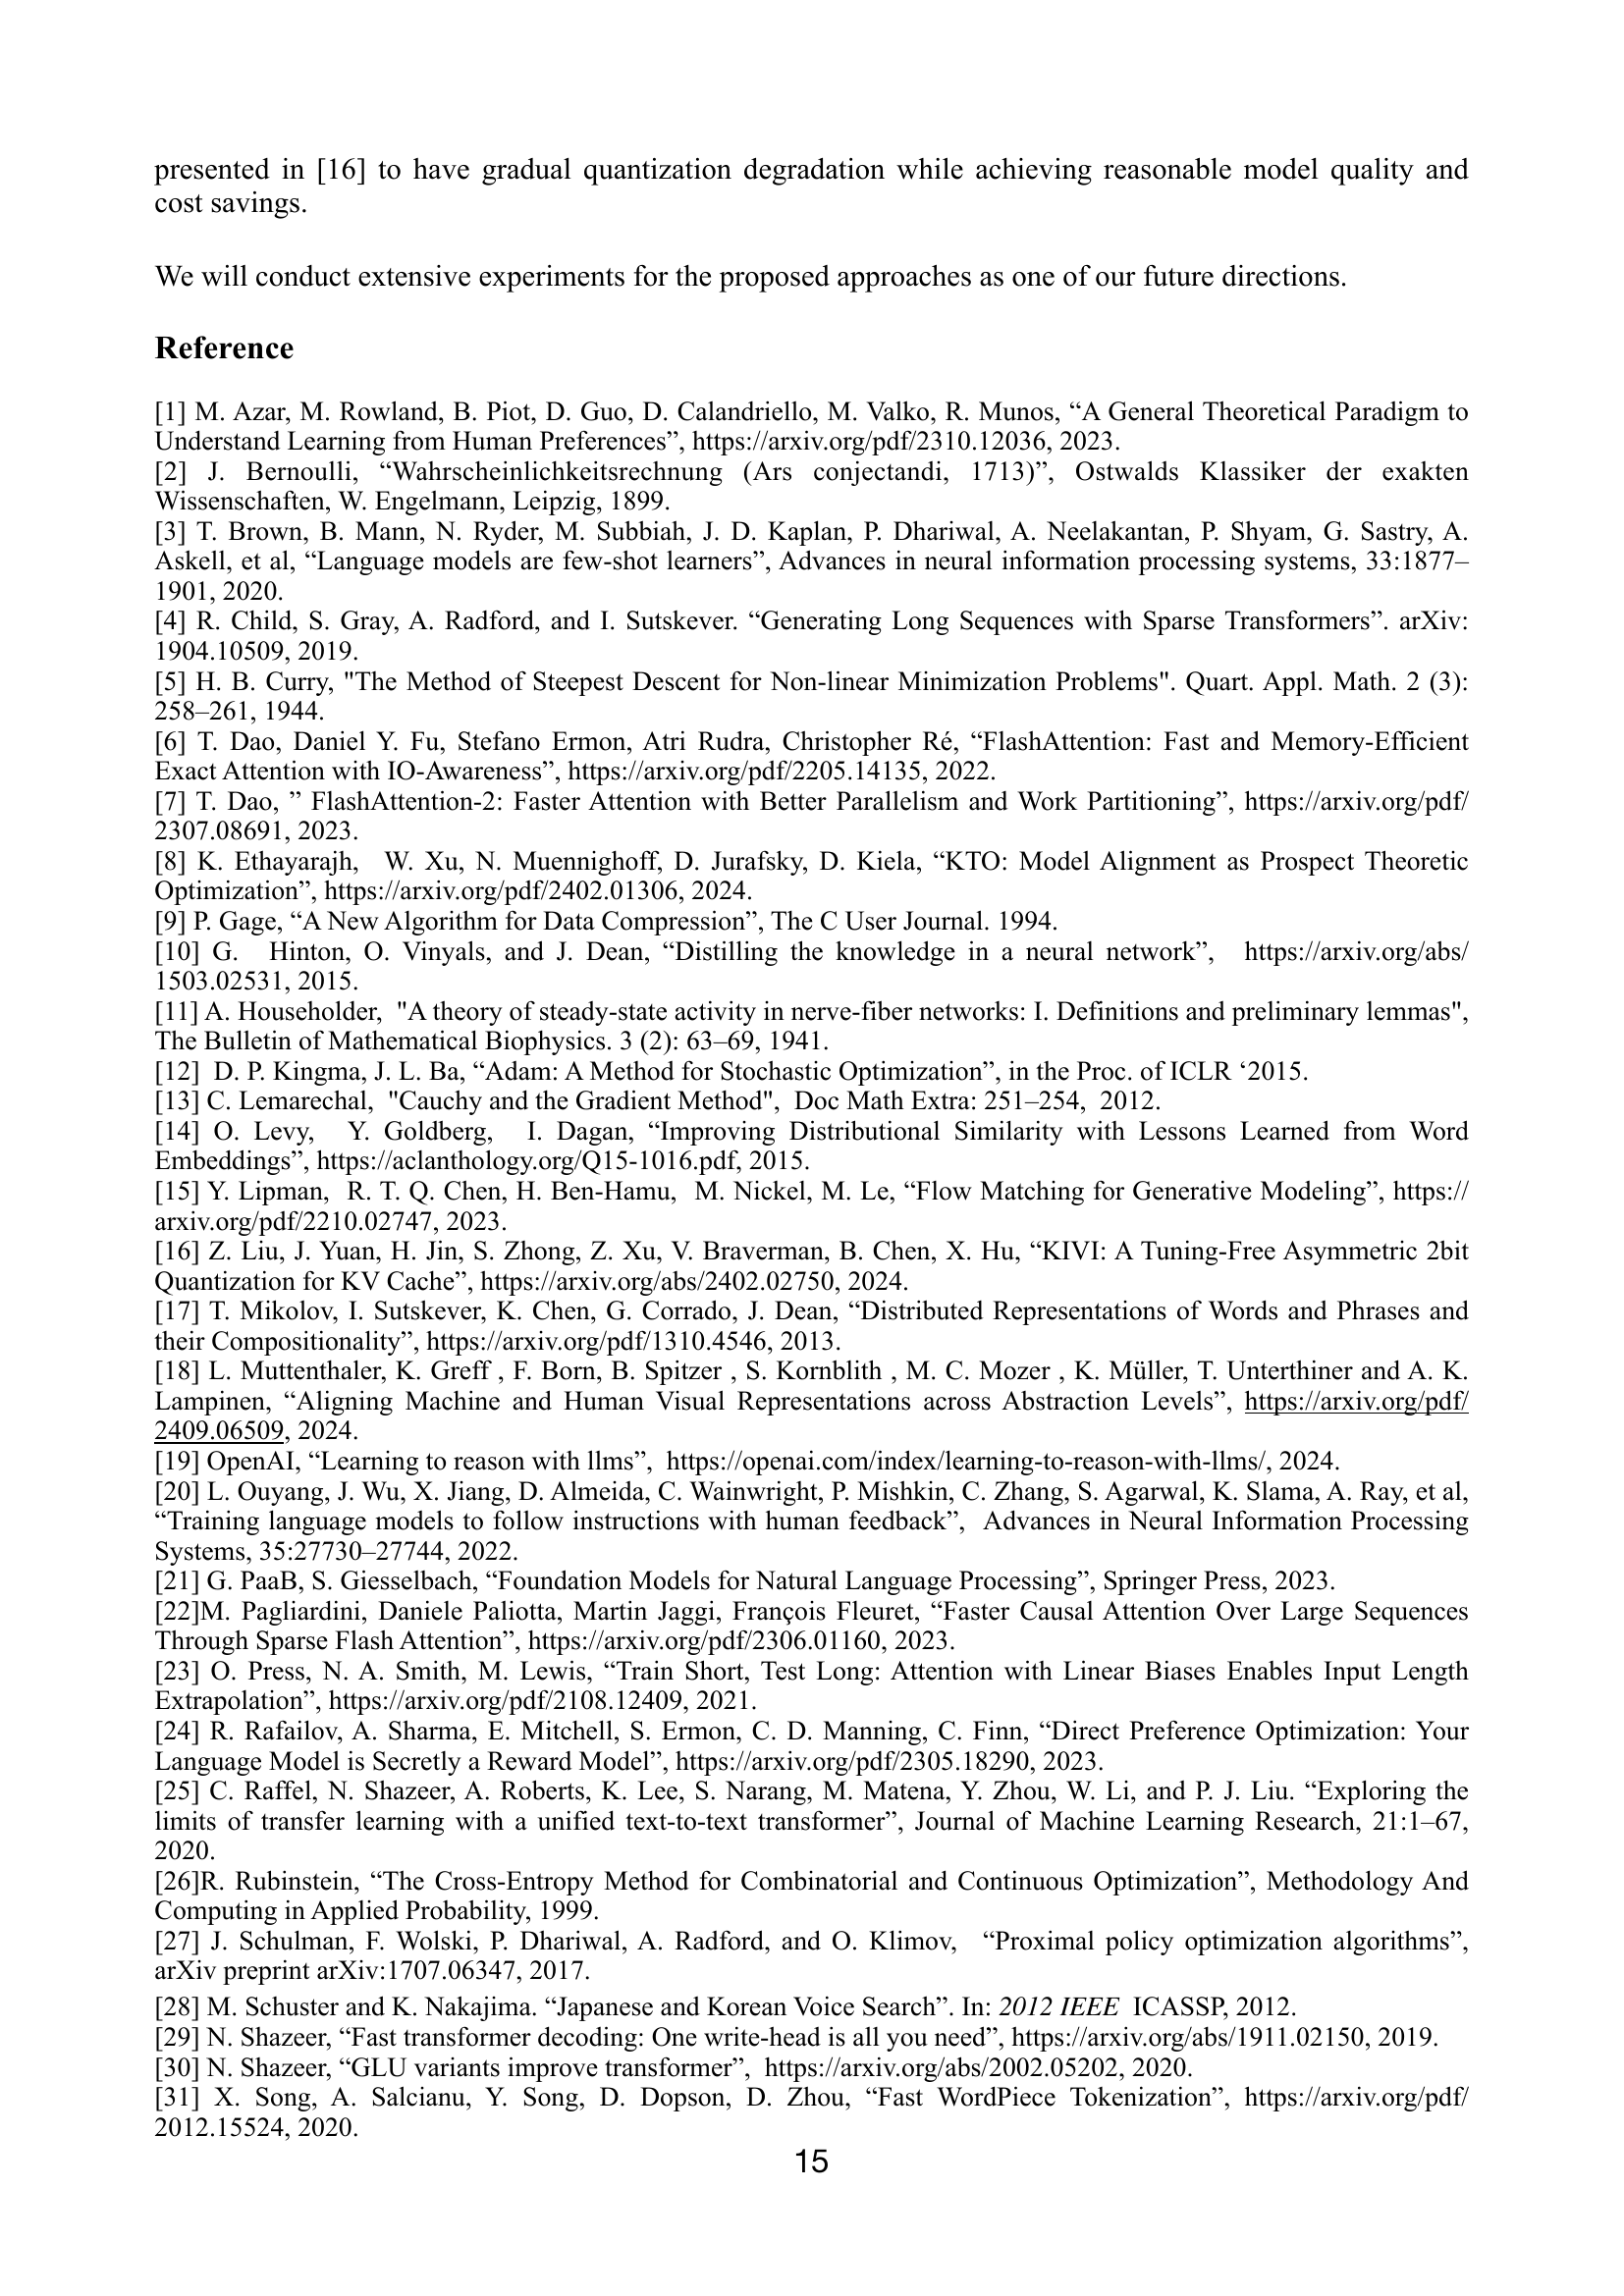 presented in [16] to have gradual quantization degradation while achieving reasonable model quality and
cost savings.
We will conduct extensive experiments for the proposed approaches as one of our future directions.
Reference
[1] M. Azar, M. Rowland, B. Piot, D. Guo, D. Calandriello, M. Valko, R. Munos, “A General Theoretical Paradigm to
Understand Learning from Human Preferences”, https://arxiv.org/pdf/2310.12036, 2023.
[2] J. Bernoulli, “Wahrscheinlichkeitsrechnung (Ars conjectandi, 1713)”, Ostwalds Klassiker der exakten
Wissenschaften, W. Engelmann, Leipzig, 1899.
[3] T. Brown, B. Mann, N. Ryder, M. Subbiah, J. D. Kaplan, P. Dhariwal, A. Neelakantan, P. Shyam, G. Sastry, A.
Askell, et al, “Language models are few-shot learners”, Advances in neural information processing systems, 33:1877–
1901, 2020.
[4] R. Child, S. Gray, A. Radford, and I. Sutskever. “Generating Long Sequences with Sparse Transformers”. arXiv:
1904.10509, 2019.
[5] H. B. Curry, "The Method of Steepest Descent for Non-linear Minimization Problems". Quart. Appl. Math. 2 (3):
258–261, 1944.
[6] T. Dao, Daniel Y. Fu, Stefano Ermon, Atri Rudra, Christopher Ré, “FlashAttention: Fast and Memory-Efficient
Exact Attention with IO-Awareness”, https://arxiv.org/pdf/2205.14135, 2022.
[7] T. Dao, ” FlashAttention-2: Faster Attention with Better Parallelism and Work Partitioning”, https://arxiv.org/pdf/
2307.08691, 2023.
[8] K. Ethayarajh, W. Xu, N. Muennighoff, D. Jurafsky, D. Kiela, “KTO: Model Alignment as Prospect Theoretic
Optimization”, https://arxiv.org/pdf/2402.01306, 2024.
[9] P. Gage, “A New Algorithm for Data Compression”, The C User Journal. 1994.
[10] G. Hinton, O. Vinyals, and J. Dean, “Distilling the knowledge in a neural network”, https://arxiv.org/abs/
1503.02531, 2015.
[11] A. Householder, "A theory of steady-state activity in nerve-fiber networks: I. Definitions and preliminary lemmas",
The Bulletin of Mathematical Biophysics. 3 (2): 63–69, 1941.
[12] D. P. Kingma, J. L. Ba, “Adam: A Method for Stochastic Optimization”, in the Proc. of ICLR ‘2015.
[13] C. Lemarechal, "Cauchy and the Gradient Method", Doc Math Extra: 251–254, 2012.
[14] O. Levy, Y. Goldberg, I. Dagan, “Improving Distributional Similarity with Lessons Learned from Word
Embeddings”, https://aclanthology.org/Q15-1016.pdf, 2015.
[15] Y. Lipman, R. T. Q. Chen, H. Ben-Hamu, M. Nickel, M. Le, “Flow Matching for Generative Modeling”, https://
arxiv.org/pdf/2210.02747, 2023.
[16] Z. Liu, J. Yuan, H. Jin, S. Zhong, Z. Xu, V. Braverman, B. Chen, X. Hu, “KIVI: A Tuning-Free Asymmetric 2bit
Quantization for KV Cache”, https://arxiv.org/abs/2402.02750, 2024.
[17] T. Mikolov, I. Sutskever, K. Chen, G. Corrado, J. Dean, “Distributed Representations of Words and Phrases and
their Compositionality”, https://arxiv.org/pdf/1310.4546, 2013.
[18] L. Muttenthaler, K. Greff , F. Born, B. Spitzer , S. Kornblith , M. C. Mozer , K. Müller, T. Unterthiner and A. K.
Lampinen, “Aligning Machine and Human Visual Representations across Abstraction Levels”, https://arxiv.org/pdf/
2409.06509, 2024.
[19] OpenAI, “Learning to reason with llms”, https://openai.com/index/learning-to-reason-with-llms/, 2024.
[20] L. Ouyang, J. Wu, X. Jiang, D. Almeida, C. Wainwright, P. Mishkin, C. Zhang, S. Agarwal, K. Slama, A. Ray, et al,
“Training language models to follow instructions with human feedback”, Advances in Neural Information Processing
Systems, 35:27730–27744, 2022.
[21] G. PaaB, S. Giesselbach, “Foundation Models for Natural Language Processing”, Springer Press, 2023.
[22]M. Pagliardini, Daniele Paliotta, Martin Jaggi, François Fleuret, “Faster Causal Attention Over Large Sequences
Through Sparse Flash Attention”, https://arxiv.org/pdf/2306.01160, 2023.
[23] O. Press, N. A. Smith, M. Lewis, “Train Short, Test Long: Attention with Linear Biases Enables Input Length
Extrapolation”, https://arxiv.org/pdf/2108.12409, 2021.
[24] R. Rafailov, A. Sharma, E. Mitchell, S. Ermon, C. D. Manning, C. Finn, “Direct Preference Optimization: Your
Language Model is Secretly a Reward Model”, https://arxiv.org/pdf/2305.18290, 2023.
[25] C. Raffel, N. Shazeer, A. Roberts, K. Lee, S. Narang, M. Matena, Y. Zhou, W. Li, and P. J. Liu. “Exploring the
limits of transfer learning with a unified text-to-text transformer”, Journal of Machine Learning Research, 21:1–67,
2020.
[26]R. Rubinstein, “The Cross-Entropy Method for Combinatorial and Continuous Optimization”, Methodology And
Computing in Applied Probability, 1999.
[27] J. Schulman, F. Wolski, P. Dhariwal, A. Radford, and O. Klimov, “Proximal policy optimization algorithms”,
arXiv preprint arXiv:1707.06347, 2017.
[28] M. Schuster and K. Nakajima. “Japanese and Korean Voice Search”. In: 2012 IEEE ICASSP, 2012.
[29] N. Shazeer, “Fast transformer decoding: One write-head is all you need”, https://arxiv.org/abs/1911.02150, 2019.
[30] N. Shazeer, “GLU variants improve transformer”, https://arxiv.org/abs/2002.05202, 2020.
[31] X. Song, A. Salcianu, Y. Song, D. Dopson, D. Zhou, “Fast WordPiece Tokenization”, https://arxiv.org/pdf/
2012.15524, 2020.
15